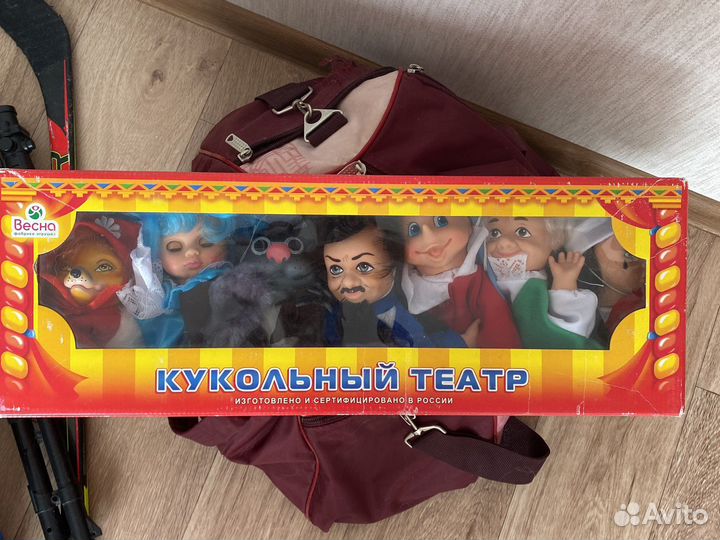 Весна
фабрика игрушек
КУКОЛЬНЫЙ ТЕАТР
ИЗГОТОВЛЕНО И СЕРТИФИЦИРОВАНО В РОССИИ
Avito